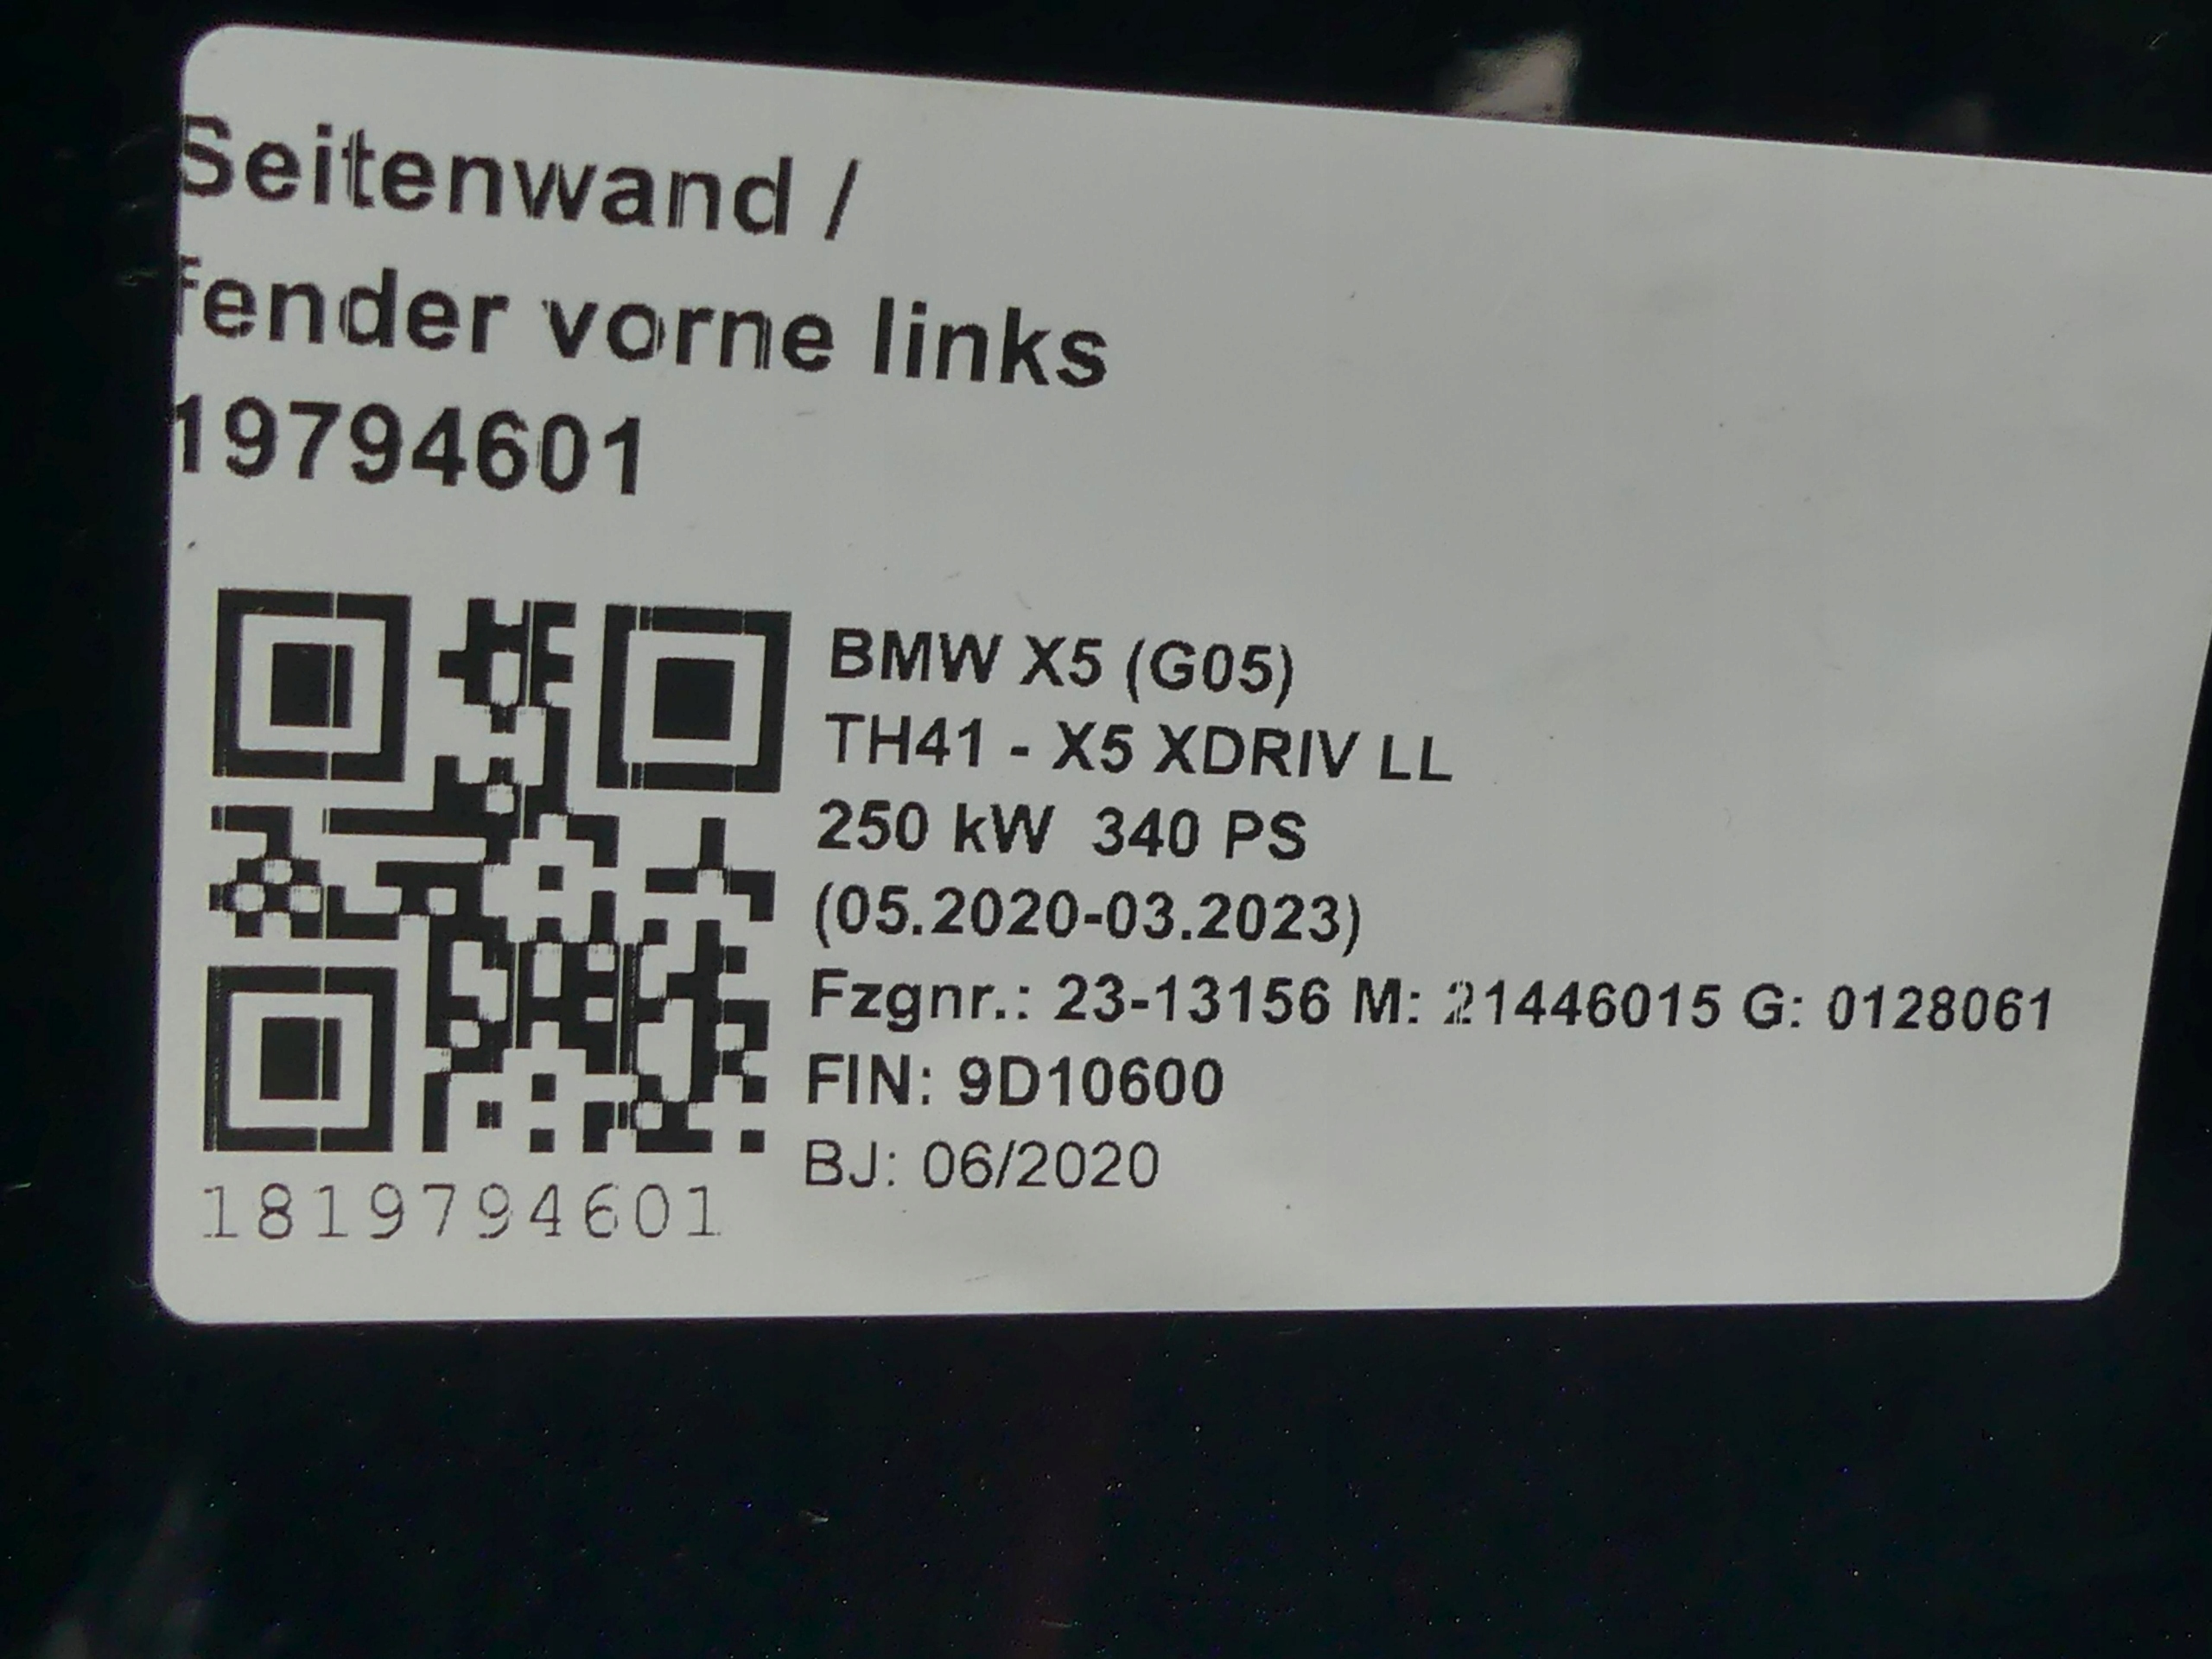 Seitenwand /
fender vorne links
19794601
BMW X5 (G05)
TH41 - X5 XDRIV LL
250 kW 340 PS
(05.2020-03.2023)
Fzgnr.: 23-13156 M: 21446015 G: 0128061
FIN: 9D10600
BJ: 06/2020
1819794601